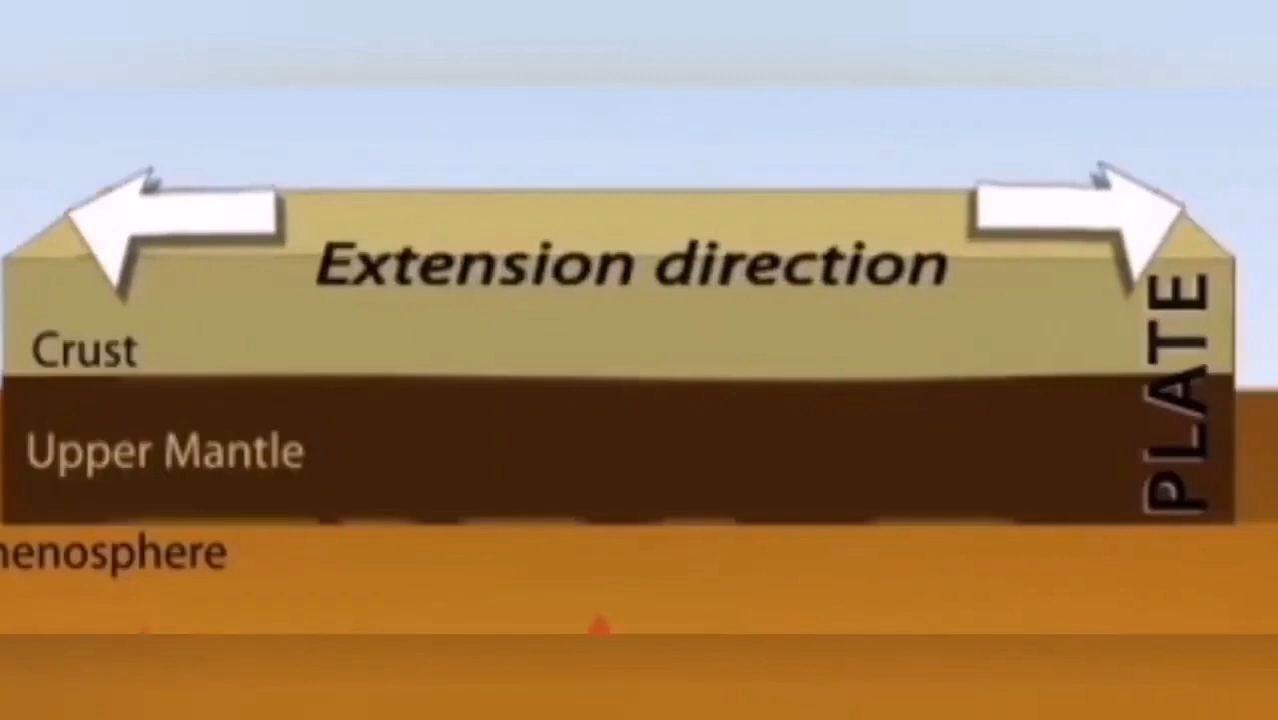 Extension direction
PLATE
Crust
Upper Mantle
henosphere